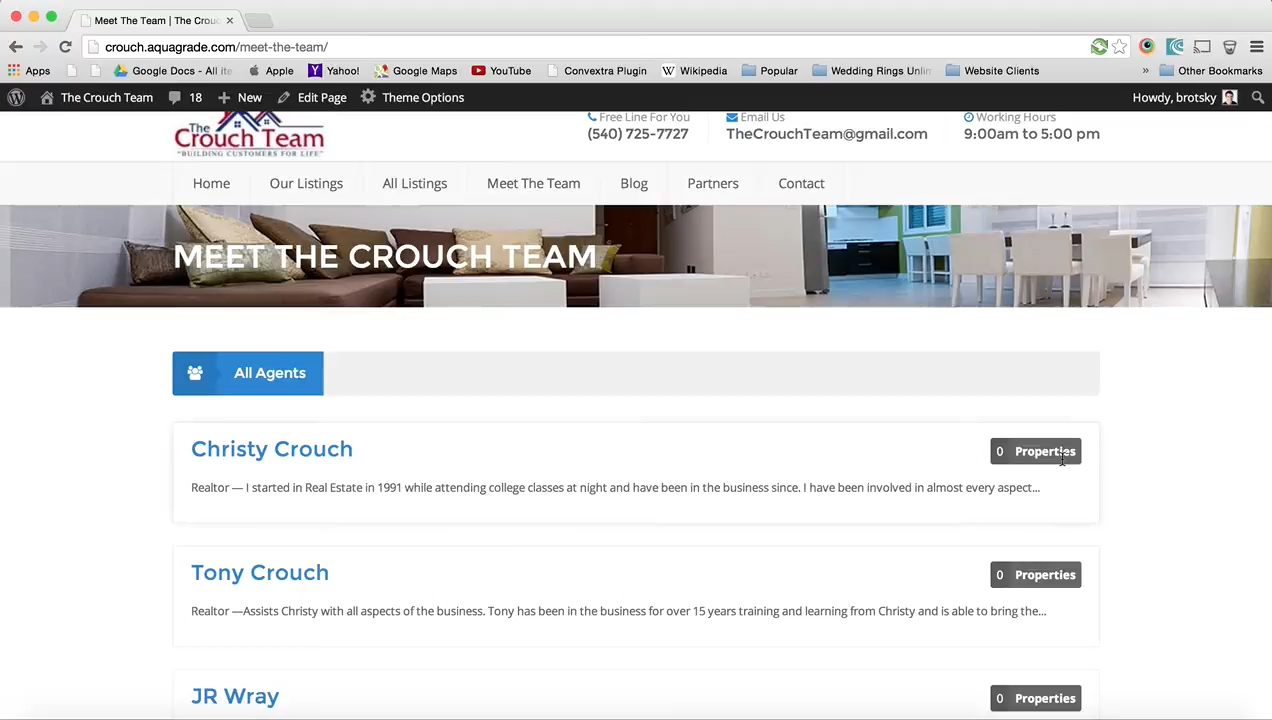 Meet The Team | The Crou
crouch.aquagrade.com/meet-the-team/
Apps Google Docs - All ite Apple Yahoo! Google Maps YouTube Convextra Plugin Wikipedia Popular Wedding Rings Unlim Website Clients » Other Bookmarks
The Crouch Team 18 New Edit Page Theme Options Howdy, brotsky
The
Crouch Team
"BUILDING CUSTOMERS FOR LIFE"
Free Line For You
(540) 725-7727
Email Us
TheCrouchTeam@gmail.com
Working Hours
9:00am to 5:00 pm
Home Our Listings All Listings Meet The Team Blog Partners Contact
MEET THE CROUCH TEAM
All Agents
Christy Crouch
0 Properties
Realtor — I started in Real Estate in 1991 while attending college classes at night and have been in the business since. I have been involved in almost every aspect...
Tony Crouch
0 Properties
Realtor —Assists Christy with all aspects of the business. Tony has been in the business for over 15 years training and learning from Christy and is able to bring the...
JR Wray
0 Properties